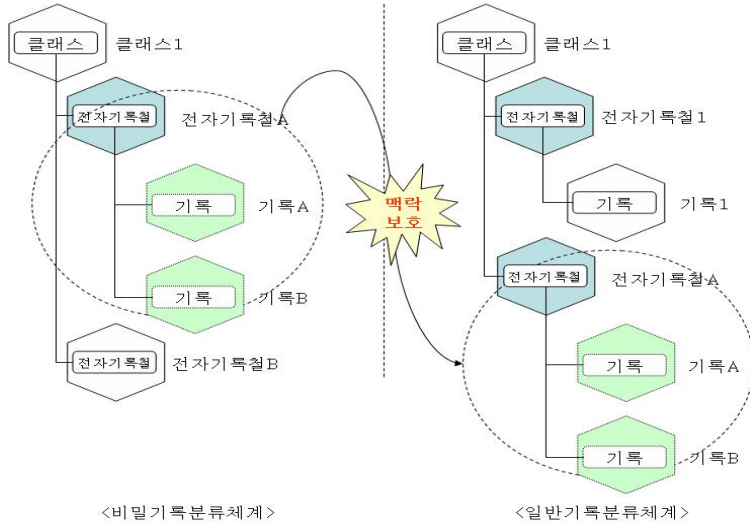 클래스 클래스1
전자기록철 전자기록철A
기록 기록A
기록 기록B
전자기록철 전자기록철B
<비밀기록분류체계>
맥락
보호
클래스 클래스1
전자기록철 전자기록철1
기록 기록1
전자기록철 전자기록철A
기록 기록A
기록 기록B
<일반기록분류체계>